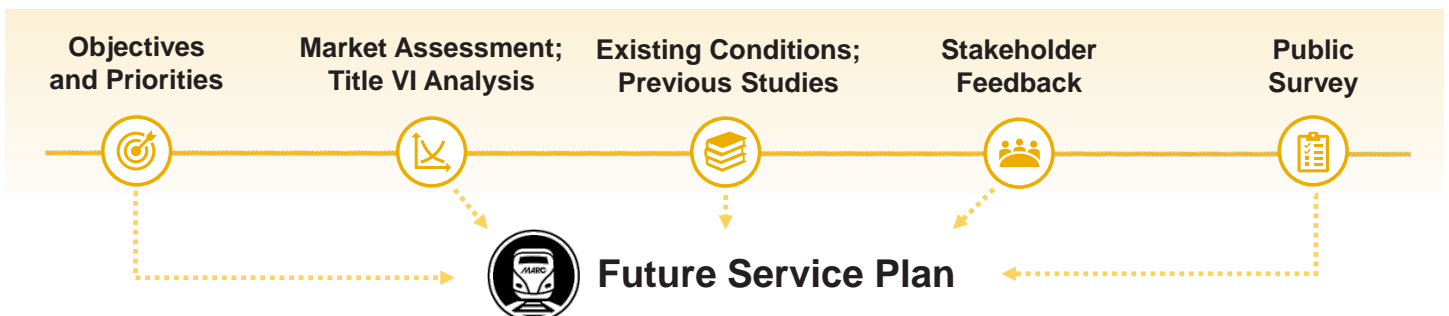 Objectives
and Priorities
Market Assessment;
Title VI Analysis
Existing Conditions;
Previous Studies
Stakeholder
Feedback
Public
Survey
MARC
Future Service Plan